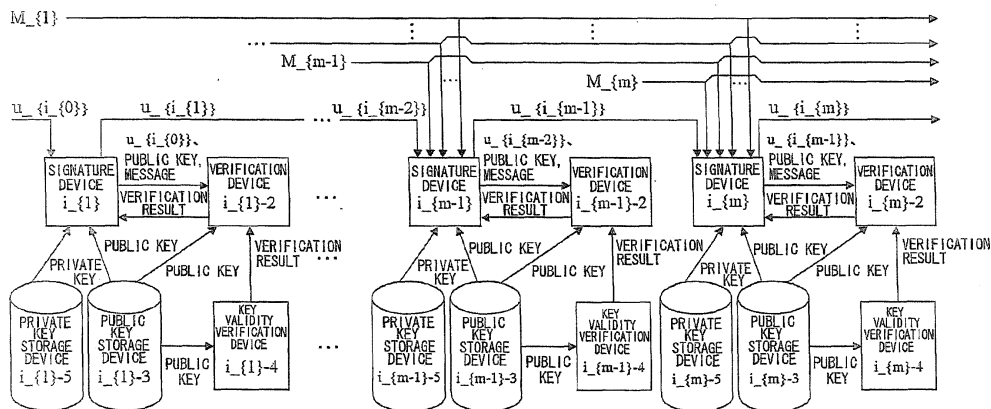 M_{1}
...
M_{m-1}
...
M_{m}
u_{i_{0}}
u_{i_{1}}
...
u_{i_{m-2}}
u_{i_{m-1}}
u_{i_{m}}
SIGNATURE
DEVICE
i_{1}
u_{i_{0}}、
PUBLIC KEY,
MESSAGE
VERIFICATION
RESULT
VERIFICATION
DEVICE
i_{1}-2
...
SIGNATURE
DEVICE
i_{m-1}
u_{i_{m-2}}、
PUBLIC KEY,
MESSAGE
VERIFICATION
RESULT
VERIFICATION
DEVICE
i_{m-1}-2
SIGNATURE
DEVICE
i_{m}
u_{i_{m-1}}、
PUBLIC KEY,
MESSAGE
VERIFICATION
RESULT
VERIFICATION
DEVICE
i_{m}-2
PRIVATE
KEY
PUBLIC KEY
PUBLIC KEY
VERIFICATION
RESULT
...
PRIVATE
KEY
PUBLIC KEY
PUBLIC KEY
VERIFICATION
RESULT
PRIVATE
KEY
PUBLIC KEY
PUBLIC KEY
VERIFICATION
RESULT
PRIVATE
KEY
STORAGE
DEVICE
i_{1}-5
PUBLIC
KEY
STORAGE
DEVICE
i_{1}-3
PUBLIC
KEY
KEY
VALIDITY
VERIFICATION
DEVICE
i_{1}-4
...
PRIVATE
KEY
STORAGE
DEVICE
i_{m-1}-5
PUBLIC
KEY
STORAGE
DEVICE
i_{m-1}-3
PUBLIC
KEY
KEY
VALIDITY
VERIFICATION
DEVICE
i_{m-1}-4
PRIVATE
KEY
STORAGE
DEVICE
i_{m}-5
PUBLIC
KEY
STORAGE
DEVICE
i_{m}-3
PUBLIC
KEY
KEY
VALIDITY
VERIFICATION
DEVICE
i_{m}-4